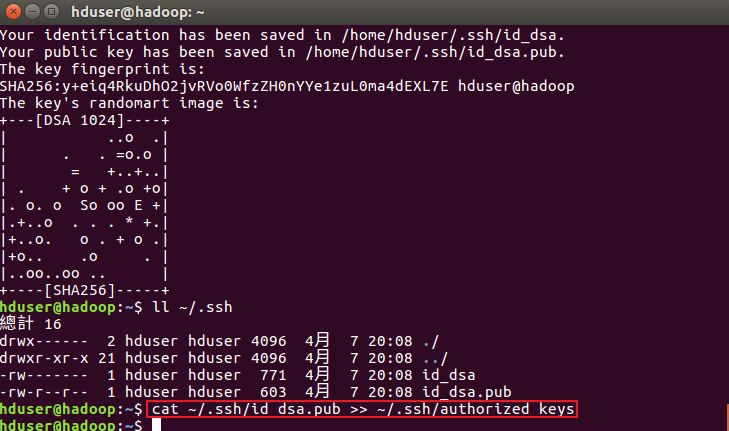 hduser@hadoop: ~
Your identification has been saved in /home/hduser/.ssh/id_dsa.
Your public key has been saved in /home/hduser/.ssh/id_dsa.pub.
The key fingerprint is:
SHA256:y+eiq4RkuDhO2jvRVo0WfzZH0nYYe1zuL0ma4dEXL7E hduser@hadoop
The key's randomart image is:
+---[DSA 1024]----+
|            ..o  .|
|      .   . =o.o |
|       =   +..+..|
| .    + o + .o +o|
|. o. o  So oo E +|
|.+..o  . . . * +.|
|+..o.   o . + o .|
|+o..    .o     . |
|..oo..oo ..      |
+----[SHA256]-----+
hduser@hadoop:~$ ll ~/.ssh
總計 16
drwx------  2 hduser hduser 4096  4月  7 20:08 ./
drwxr-xr-x 21 hduser hduser 4096  4月  7 20:08 ../
-rw-------  1 hduser hduser  771  4月  7 20:08 id_dsa
-rw-r--r--  1 hduser hduser  603  4月  7 20:08 id_dsa.pub
hduser@hadoop:~$ cat ~/.ssh/id_dsa.pub >> ~/.ssh/authorized_keys
hduser@hadoop:~$